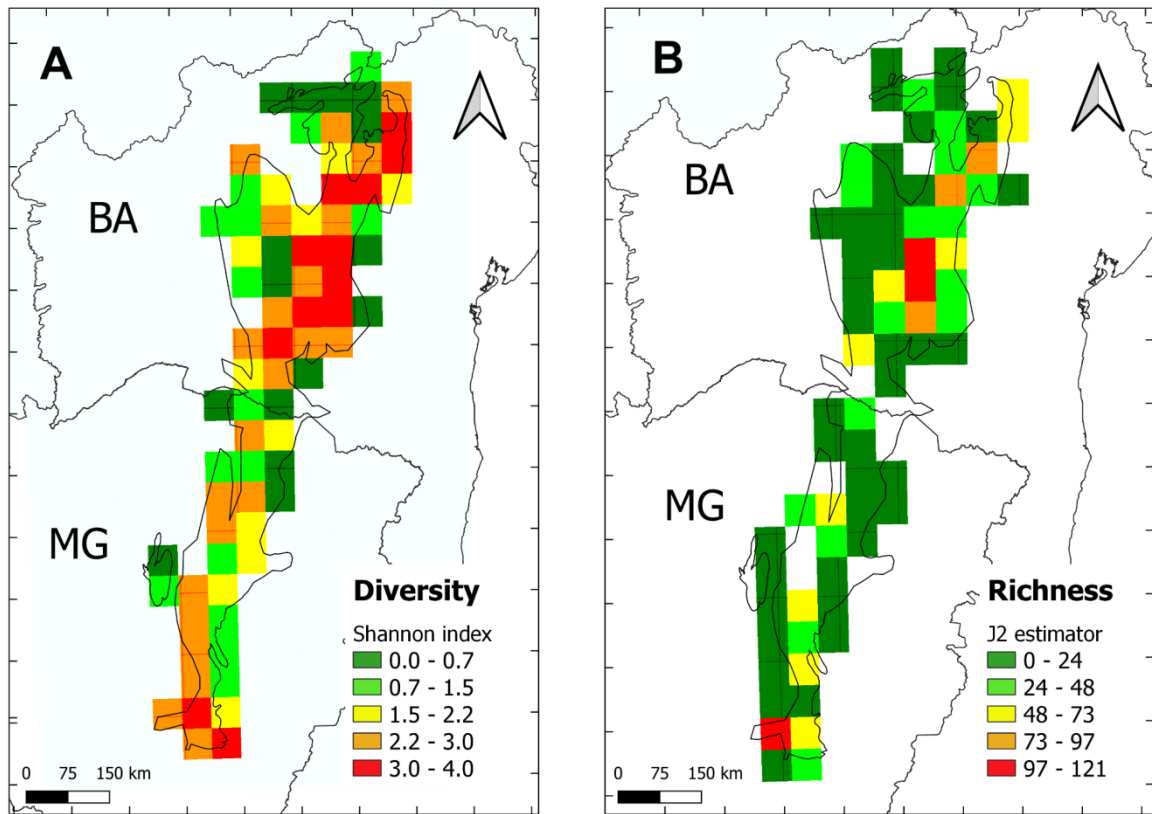 A
BA
MG
Diversity
Shannon index
0.0 - 0.7
0.7 - 1.5
1.5 - 2.2
2.2 - 3.0
3.0 - 4.0
0 75 150 km
B
BA
MG
Richness
J2 estimator
0 - 24
24 - 48
48 - 73
73 - 97
97 - 121
0 75 150 km